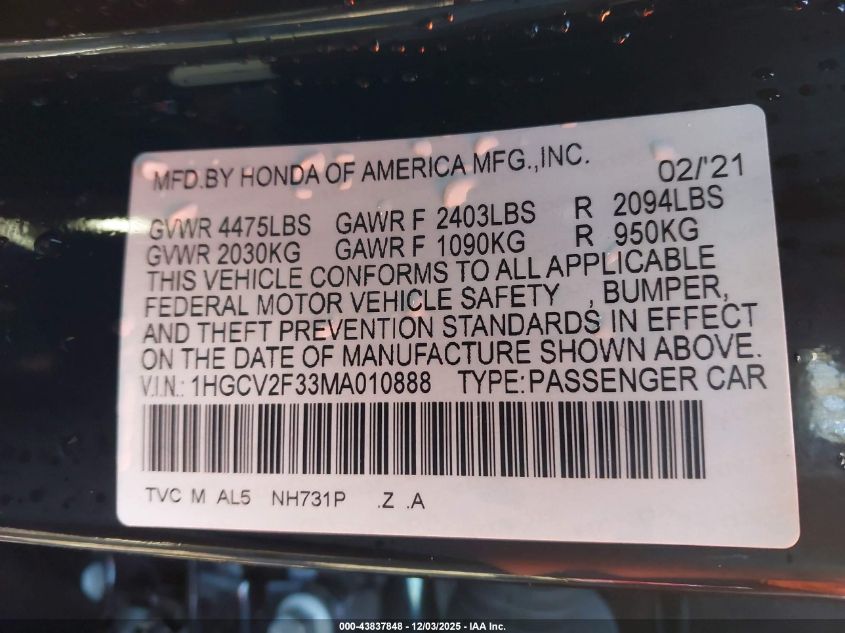 MFD.BY HONDA OF AMERICA MFG.,INC. 02/'21
GVWR 4475LBS GAWR F 2403LBS R 2094LBS
GVWR 2030KG GAWR F 1090KG R 950KG
THIS VEHICLE CONFORMS TO ALL APPLICABLE
FEDERAL MOTOR VEHICLE SAFETY , BUMPER,
AND THEFT PREVENTION STANDARDS IN EFFECT
ON THE DATE OF MANUFACTURE SHOWN ABOVE.
V.I.N.: 1HGCV2F33MA010888 TYPE:PASSENGER CAR
TVC M AL5 NH731P .Z .A
000-43837848 - 12/03/2025 - IAA Inc.